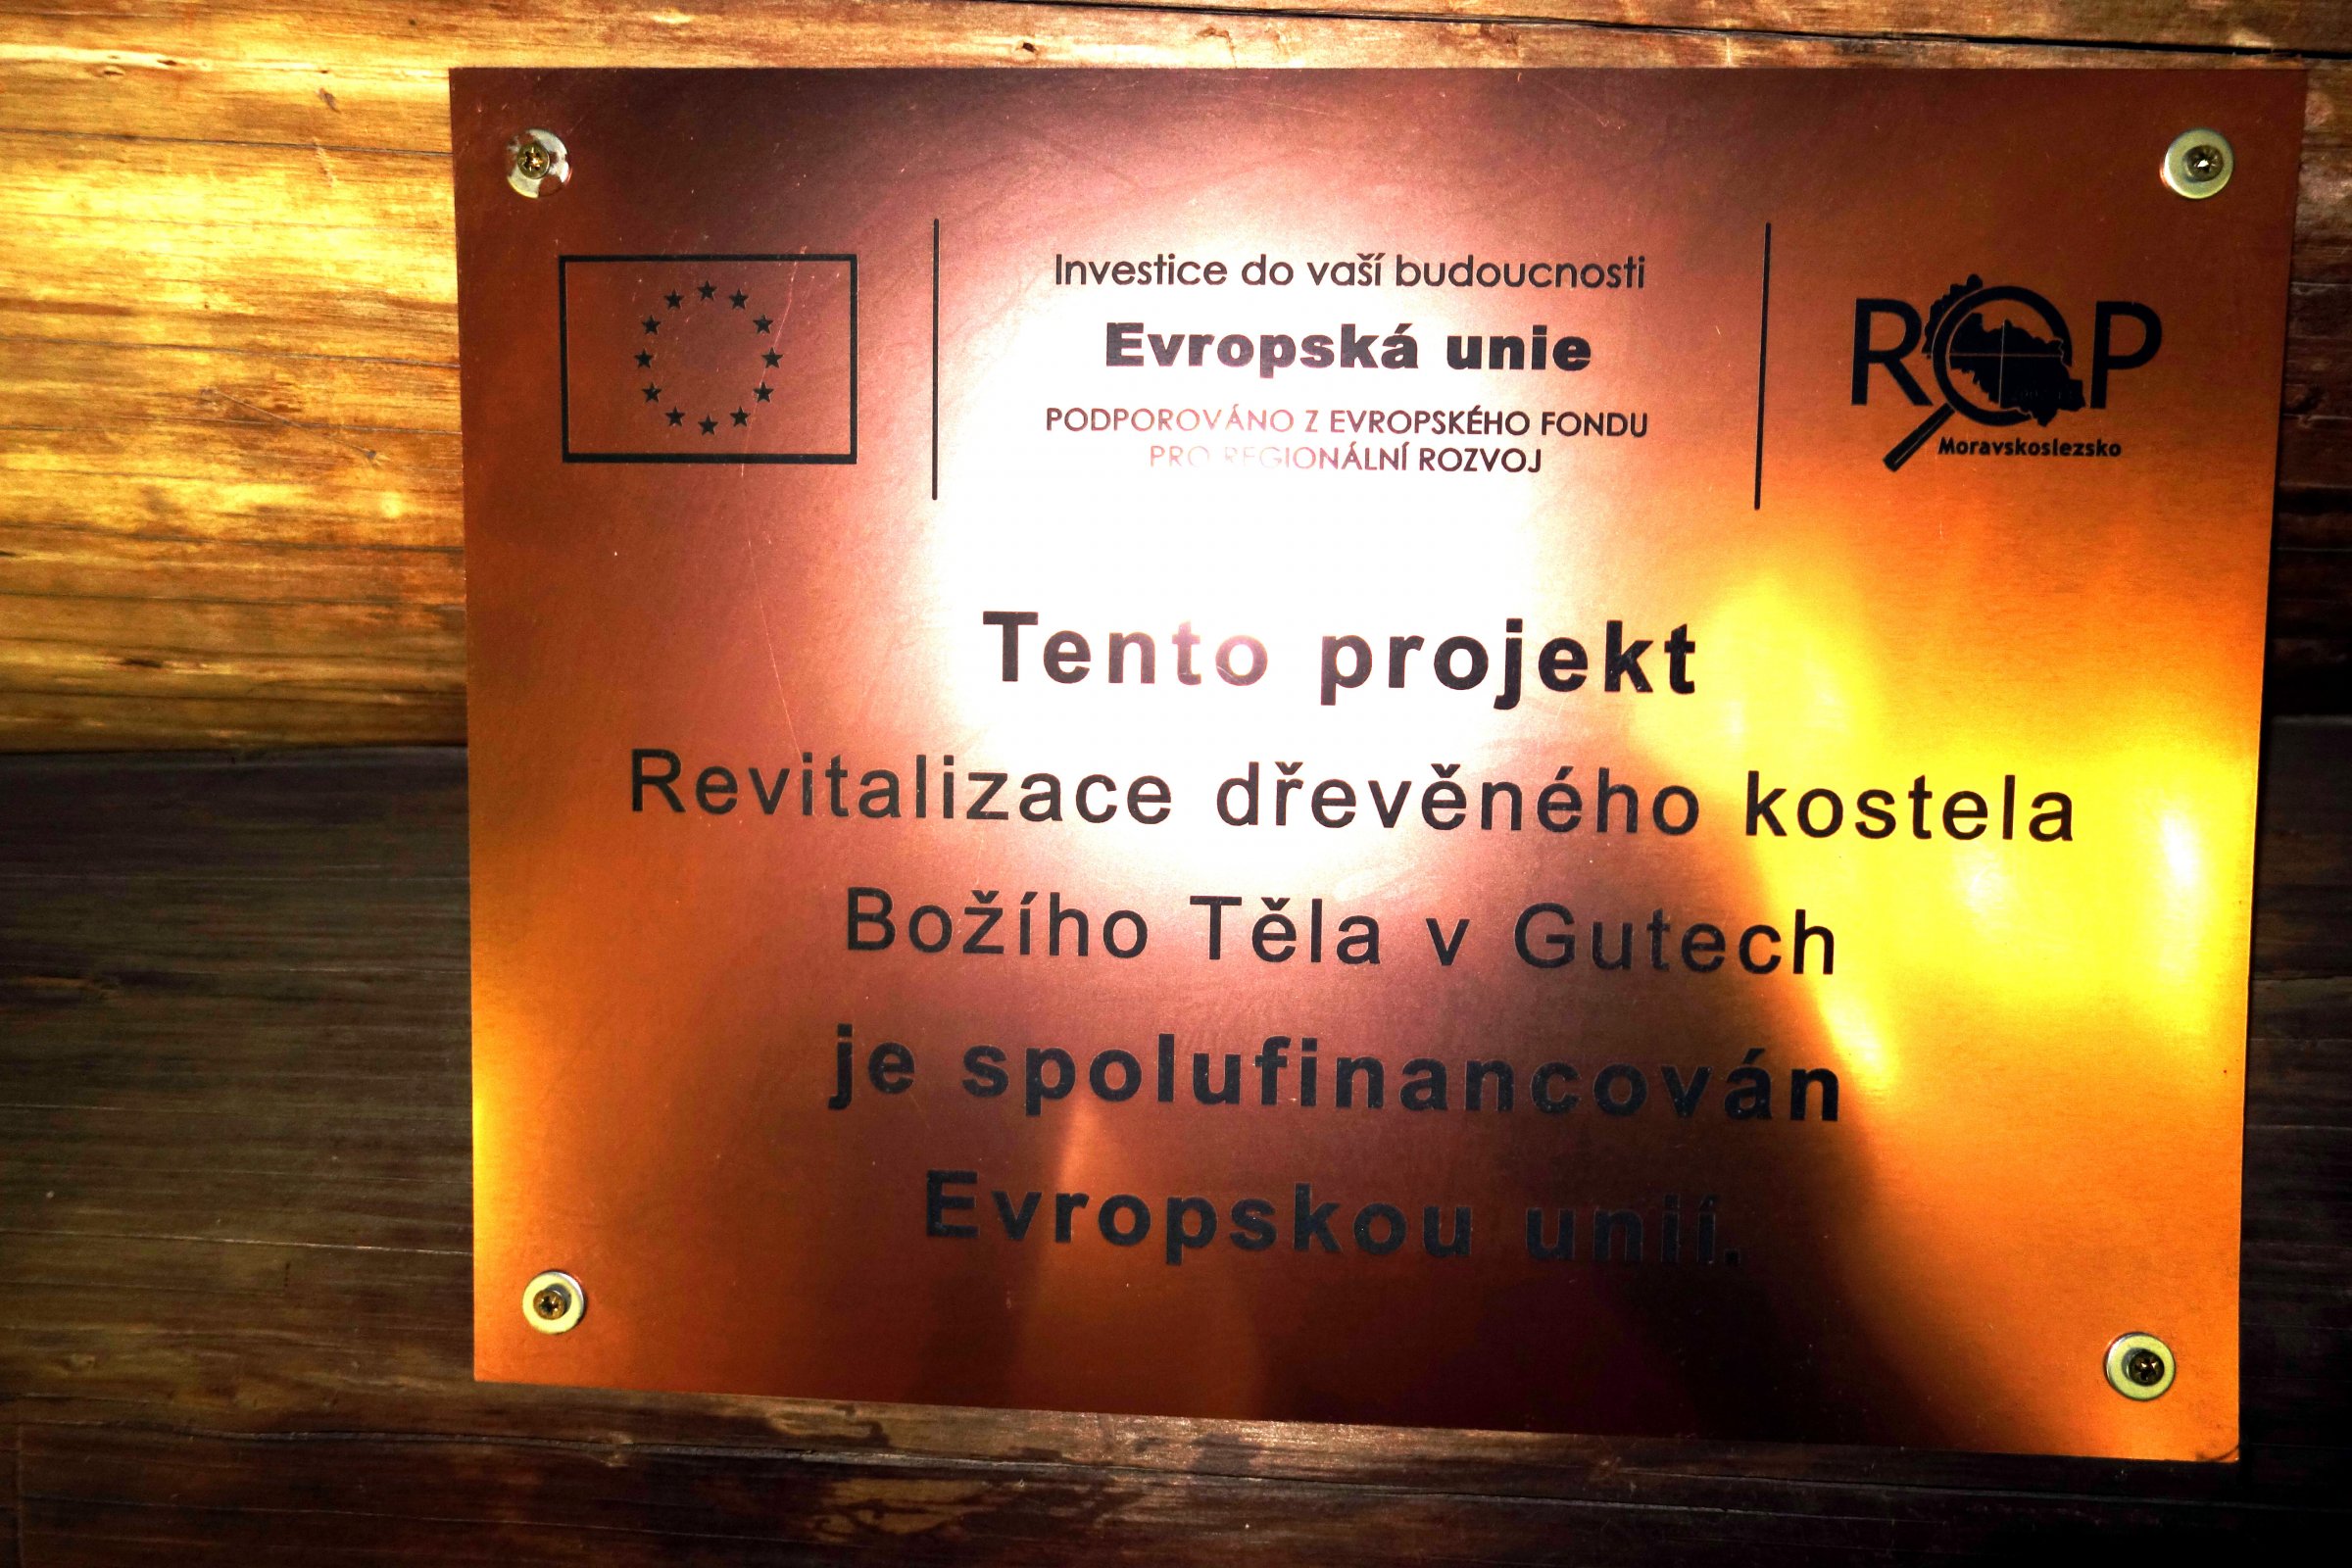 Investice do vaší budoucnosti
Evropská unie
PODPOROVÁNO Z EVROPSKÉHO FONDU
PRO REGIONÁLNÍ ROZVOJ
ROP
Moravskoslezsko
Tento projekt
Revitalizace dřevěného kostela
Božího Těla v Gutech
je spolufinancován
Evropskou unií.